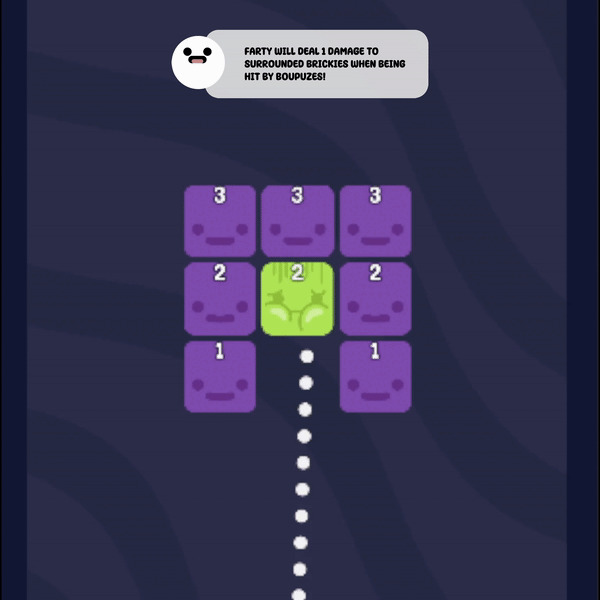 FARTY WILL DEAL 1 DAMAGE TO
SURROUNDED BRICKIES WHEN BEING
HIT BY BOUPUZES!
3 3 3
2 2 2
1 1